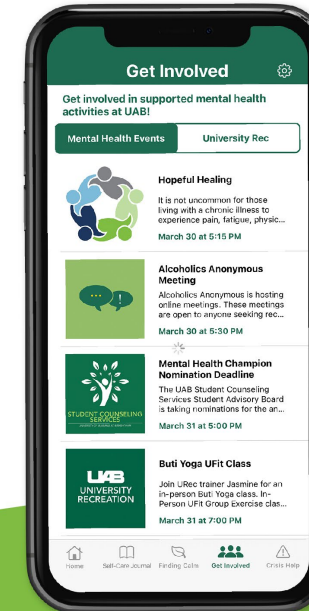 Get Involved
Get involved in supported mental health
activities at UAB!
Mental Health Events
University Rec
Hopeful Healing
It is not uncommon for those
living with a chronic illness to
experience pain, fatigue, physic...
March 30 at 5:15 PM
Alcoholics Anonymous
Meeting
Alcoholics Anonymous is hosting
online meetings. These meetings
are open to anyone seeking rec...
March 30 at 5:30 PM
STUDENT COUNSELING
SERVICES
Mental Health Champion
Nomination Deadline
The UAB Student Counseling
Services Student Advisory Board
is taking nominations for the an...
March 31 at 5:00 PM
UAB
UNIVERSITY
RECREATION
Buti Yoga UFit Class
Join URec trainer Jasmine for an
in-person Buti Yoga class. In-
Person UFit Group Exercise clas...
March 31 at 7:00 PM
Home
Self-Care Journal
Finding Calm
Get Involved
Crisis Help